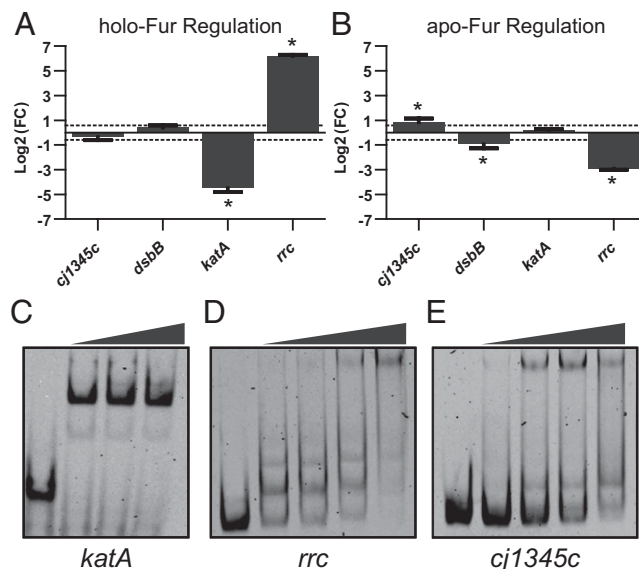 A holo-Fur Regulation
B apo-Fur Regulation
Log2 (FC)
7
5
3
1
-1
-3
-5
-7
*
*
cj1345c
dsbB
katA
rrc
Log2 (FC)
7
5
3
1
-1
-3
-5
-7
*
*
*
cj1345c
dsbB
katA
rrc
C
D
E
katA
rrc
cj1345c